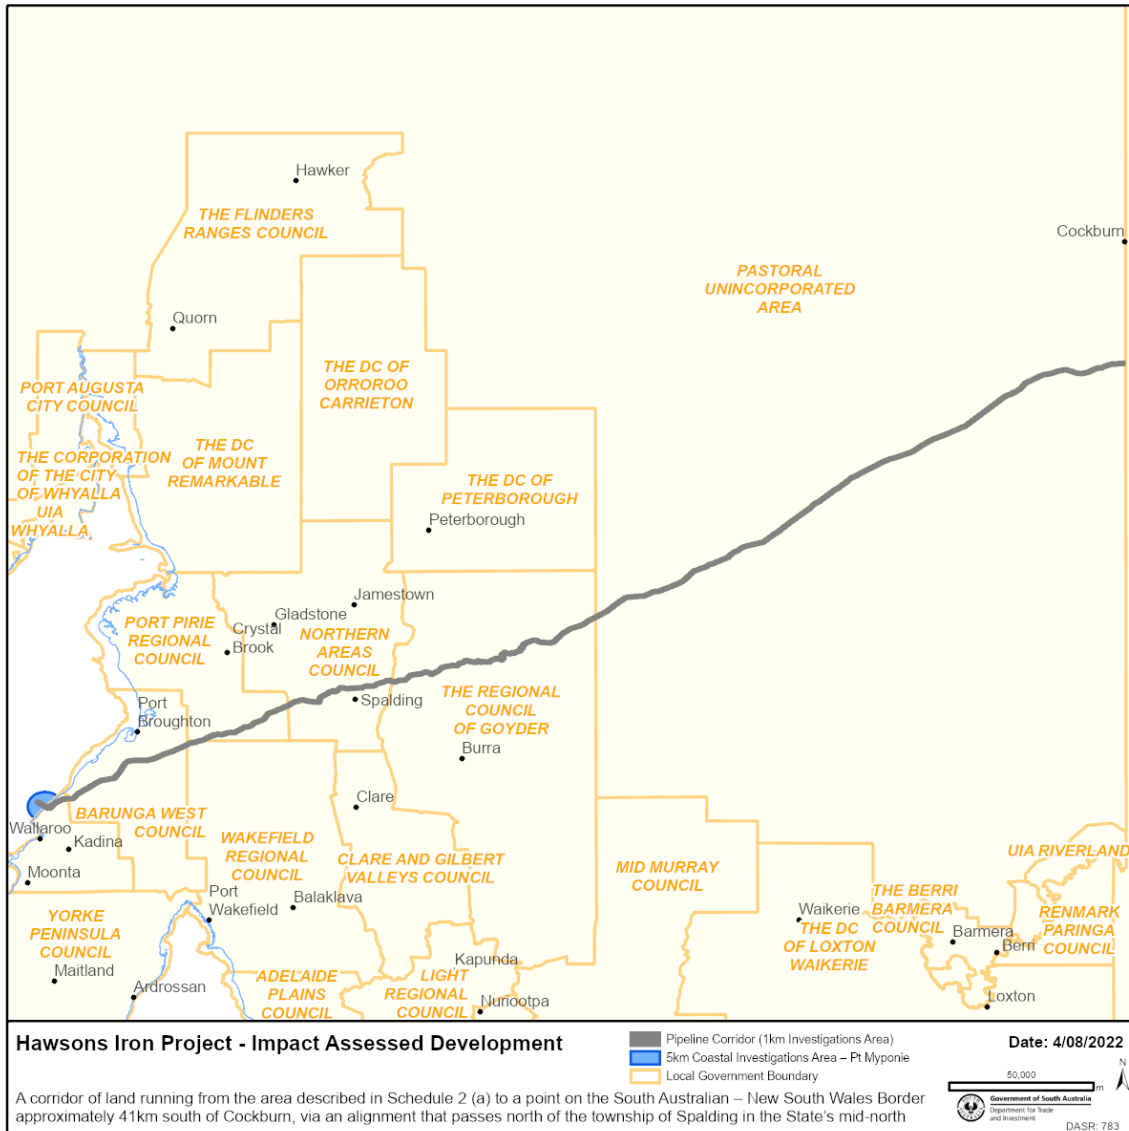 Hawker
THE FLINDERS
RANGES COUNCIL
Cockburn
PASTORAL
UNINCORPORATED
AREA
Quorn
THE DC OF
ORROROO
CARRIETON
PORT AUGUSTA
CITY COUNCIL
THE CORPORATION
OF THE CITY
OF WHYALLA
UIA
WHYALLA
THE DC
OF MOUNT
REMARKABLE
THE DC OF
PETERBOROUGH
Peterborough
Jamestown
Gladstone
Crystal
Brook
PORT PIRIE
REGIONAL
COUNCIL
NORTHERN
AREAS
COUNCIL
Spalding
THE REGIONAL
COUNCIL
OF GOYDER
Port
Broughton
Burra
Clare
BARUNGA WEST
COUNCIL
Wallaroo
Kadina
Moonta
WAKEFIELD
REGIONAL
COUNCIL
CLARE AND GILBERT
VALLEYS COUNCIL
MID MURRAY
COUNCIL
UIA RIVERLAND
THE BERRI
BARMERA
COUNCIL
Port
Wakefield
Balaklava
Waikerie
THE DC
OF LOXTON
WAIKERIE
RENMARK
PARINGA
COUNCIL
YORKE
PENINSULA
COUNCIL
Barmera
Berri
Maitland
Kapunda
Ardrossan
ADELAIDE
PLAINS
COUNCIL
LIGHT
REGIONAL
COUNCIL
Nuriootpa
Loxton
Hawsons Iron Project - Impact Assessed Development
Pipeline Corridor (1km Investigations Area)
5km Coastal Investigations Area – Pt Myponie
Local Government Boundary
Date: 4/08/2022
N
50,000
m
A corridor of land running from the area described in Schedule 2 (a) to a point on the South Australian – New South Wales Border
approximately 41km south of Cockburn, via an alignment that passes north of the township of Spalding in the State's mid-north
Government of South Australia
Department for Trade
and Investment
DASR: 783